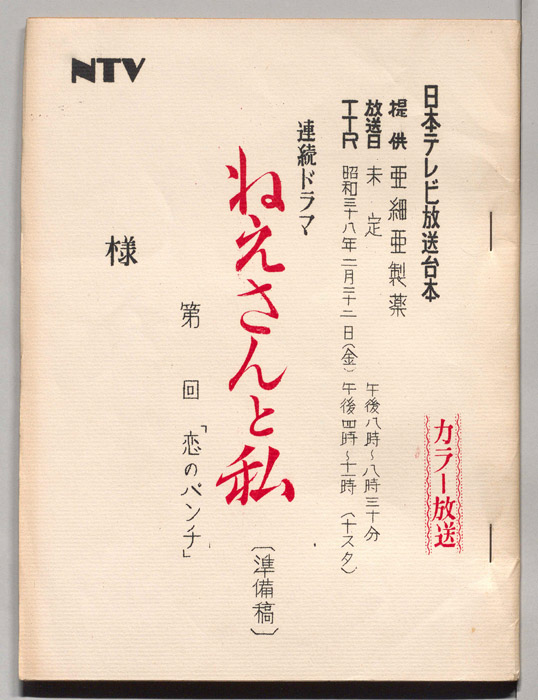 日本テレビ放送台本
カラー放送
提供 亜細亜製薬
放送日 未定 午後八時〜八時三十分
TTR 昭和三十八年二月二十二日(金) 午後四時〜十一時 (十スタ)
連続ドラマ
ねえさんと私
〔準備稿〕
第 回 「恋のパンチ」
様
NTV